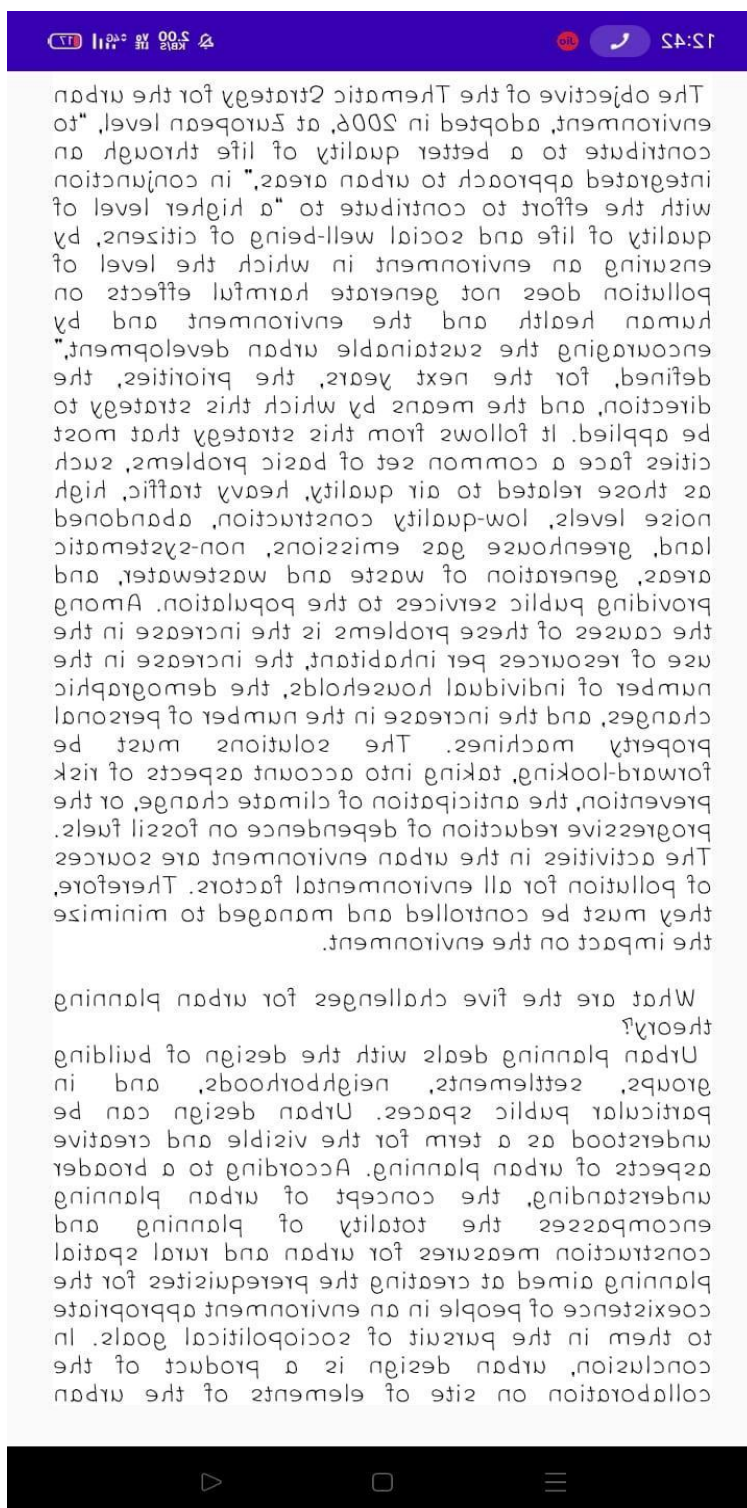 12:42
Jio
2.00 KB/S
Vo LTE
4G
17
The objective of the Thematic Strategy for the urban
environment, adopted in 2006, at European level, "to
contribute to a better quality of life through an
integrated approach to urban areas," in conjunction
with the effort to contribute to "a higher level of
quality of life and social well-being of citizens, by
ensuring an environment in which the level of
pollution does not generate harmful effects on
human health and the environment and by
encouraging the sustainable urban development,"
defined, for the next years, the priorities, the
direction, and the means by which this strategy to
be applied. It follows from this strategy that most
cities face a common set of basic problems, such
as those related to air quality, heavy traffic, high
noise levels, low-quality construction, abandoned
land, greenhouse gas emissions, non-systematic
areas, generation of waste and wastewater, and
providing public services to the population. Among
the causes of these problems is the increase in the
use of resources per inhabitant, the increase in the
number of individual households, the demographic
changes, and the increase in the number of personal
property machines. The solutions must be
forward-looking, taking into account aspects of risk
prevention, the anticipation of climate change, or the
progressive reduction of dependence on fossil fuels.
The activities in the urban environment are sources
of pollution for all environmental factors. Therefore,
they must be controlled and managed to minimize
the impact on the environment.
What are the five challenges for urban planning
theory?
Urban planning deals with the design of building
groups, settlements, neighborhoods, and in
particular public spaces. Urban design can be
understood as a term for the visible and creative
aspects of urban planning. According to a broader
understanding, the concept of urban planning
encompasses the totality of planning and
construction measures for urban and rural spatial
planning aimed at creating the prerequisites for the
coexistence of people in an environment appropriate
to them in the pursuit of sociopolitical goals. In
conclusion, urban design is a product of the
collaboration on site of elements of the urban